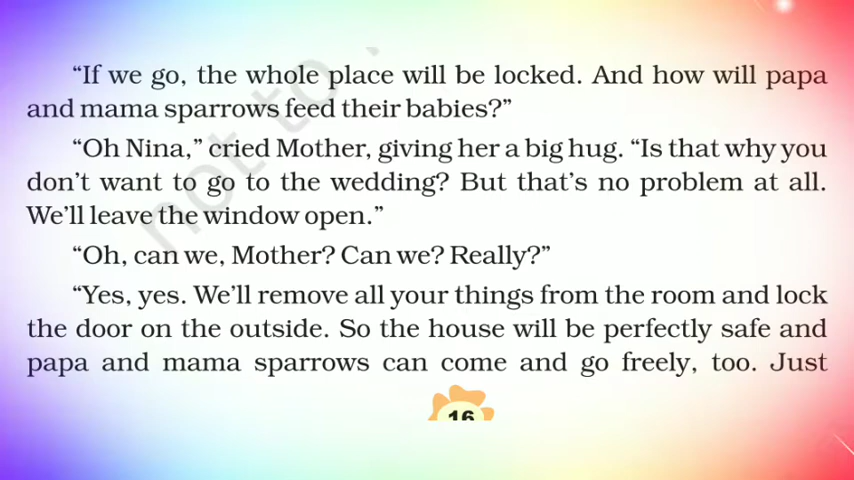 “If we go, the whole place will be locked. And how will papa
and mama sparrows feed their babies?”
“Oh Nina,” cried Mother, giving her a big hug. “Is that why you
don’t want to go to the wedding? But that’s no problem at all.
We’ll leave the window open.”
“Oh, can we, Mother? Can we? Really?”
“Yes, yes. We’ll remove all your things from the room and lock
the door on the outside. So the house will be perfectly safe and
papa and mama sparrows can come and go freely, too. Just
16
not to